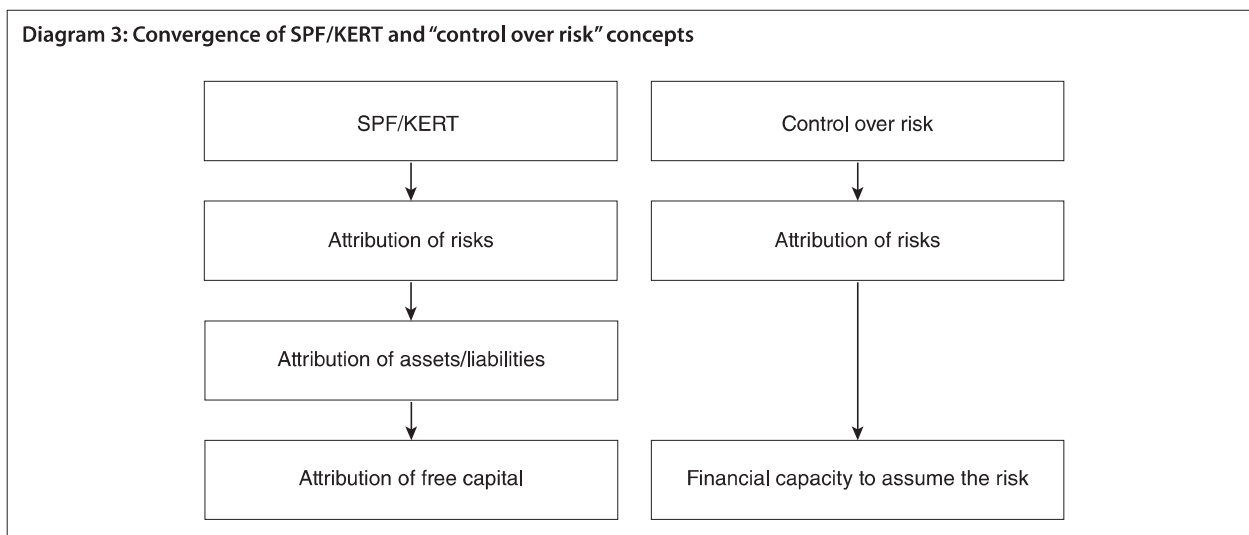 Diagram 3: Convergence of SPF/KERT and “control over risk” concepts
SPF/KERT
Control over risk
Attribution of risks
Attribution of risks
Attribution of assets/liabilities
Attribution of free capital
Financial capacity to assume the risk